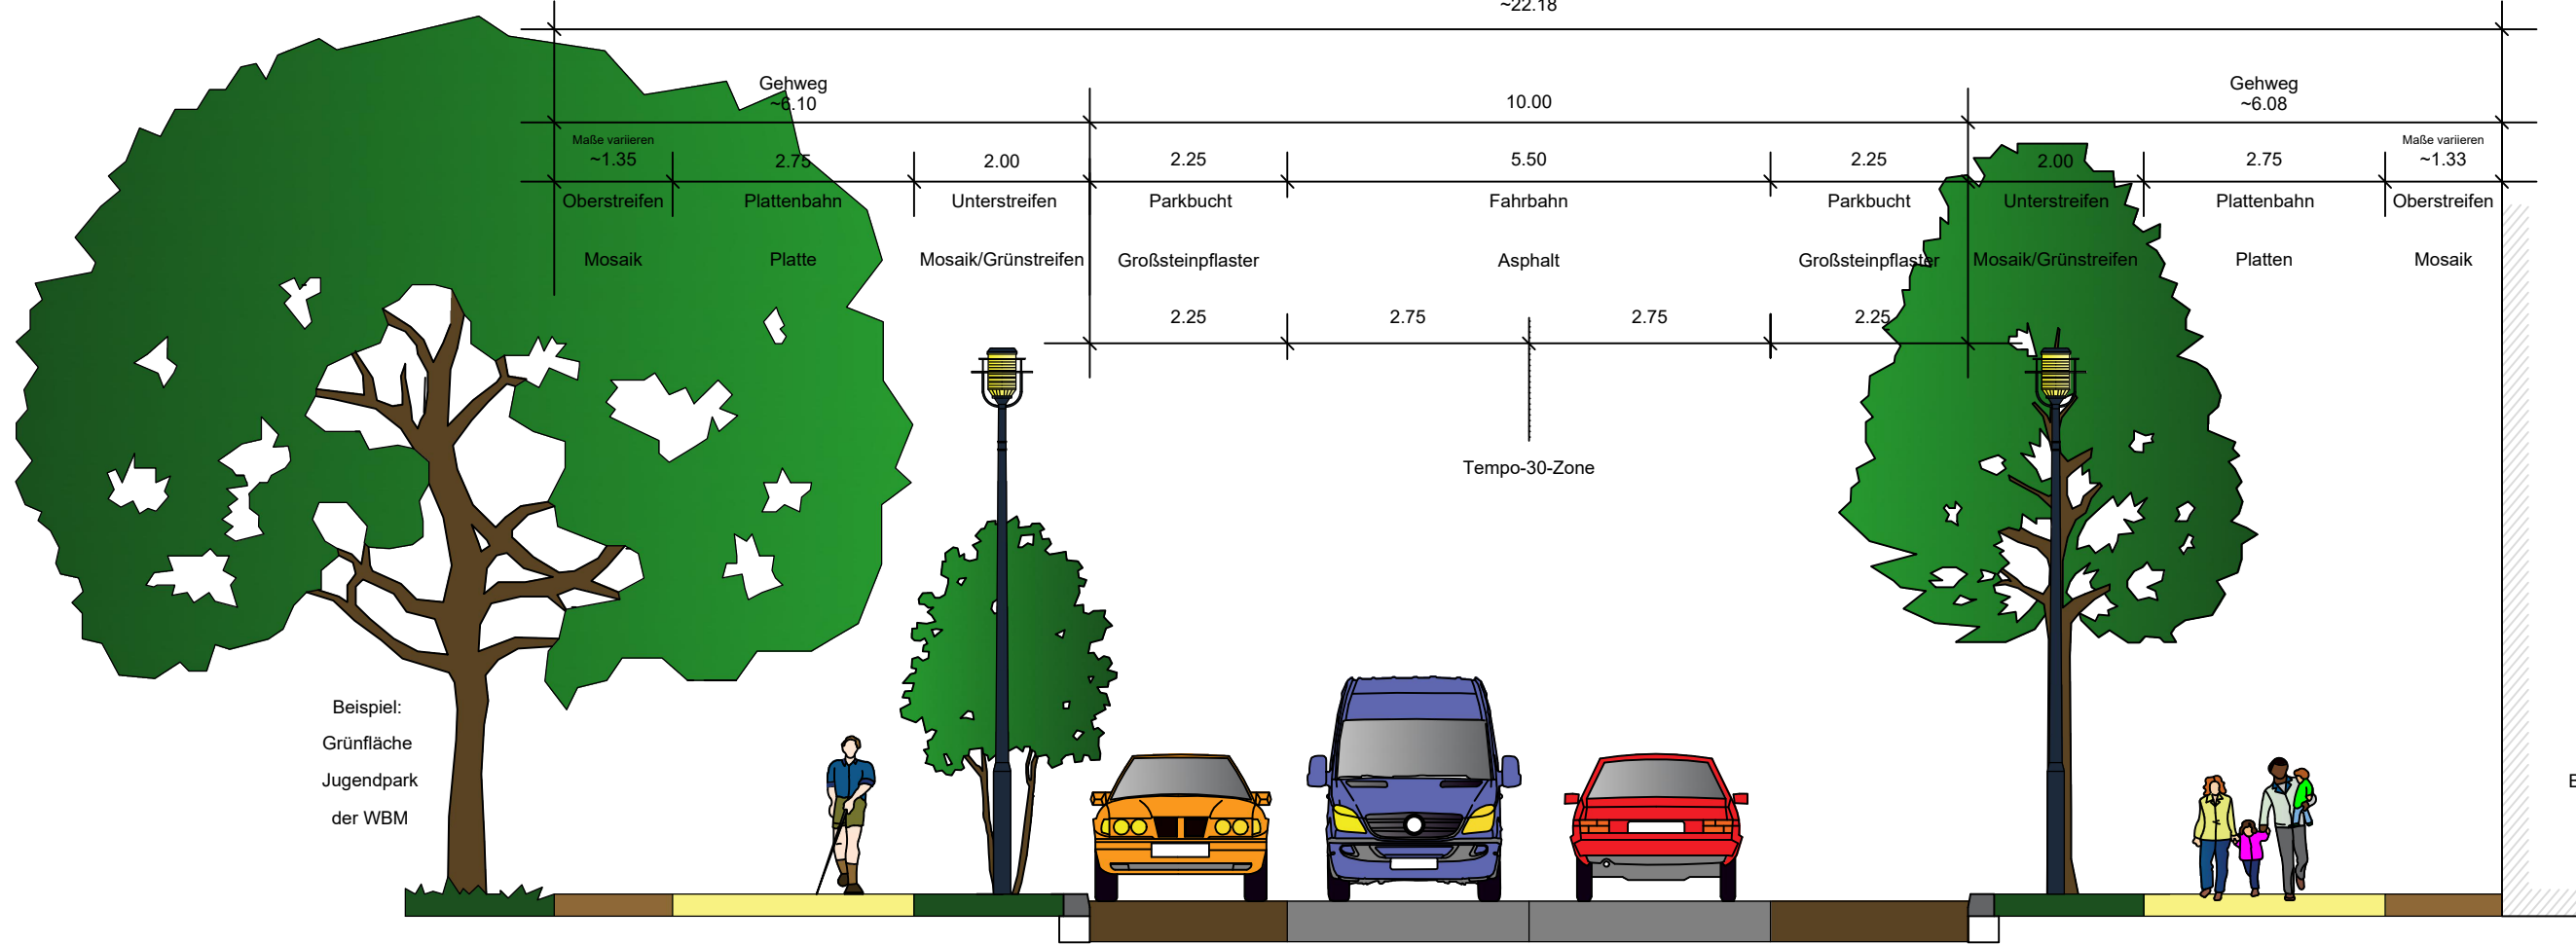 ~22.18
Gehweg
~6.10
10.00
Gehweg
~6.08
Maße variieren
~1.35
2.75
2.00
2.25
5.50
2.25
2.00
2.75
Maße variieren
~1.33
Oberstreifen
Plattenbahn
Unterstreifen
Parkbucht
Fahrbahn
Parkbucht
Unterstreifen
Plattenbahn
Oberstreifen
Mosaik
Platte
Mosaik/Grünstreifen
Großsteinpflaster
Asphalt
Großsteinpflaster
Mosaik/Grünstreifen
Platten
Mosaik
2.25
2.75
2.75
2.25
Tempo-30-Zone
Beispiel:
Grünfläche
Jugendpark
der WBM